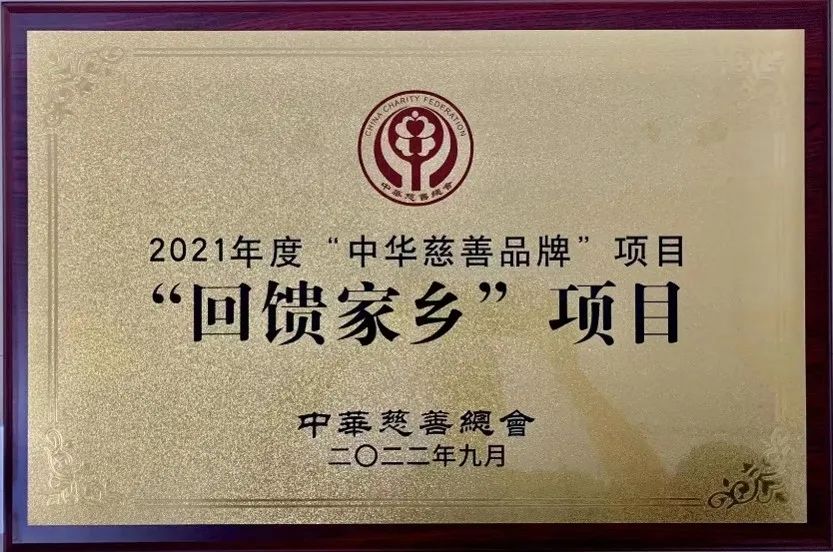 CHINA CHARITY FEDERATION
中華慈善總會
2021年度“中华慈善品牌”项目
“回馈家乡”项目
中華慈善總會
二〇二二年九月